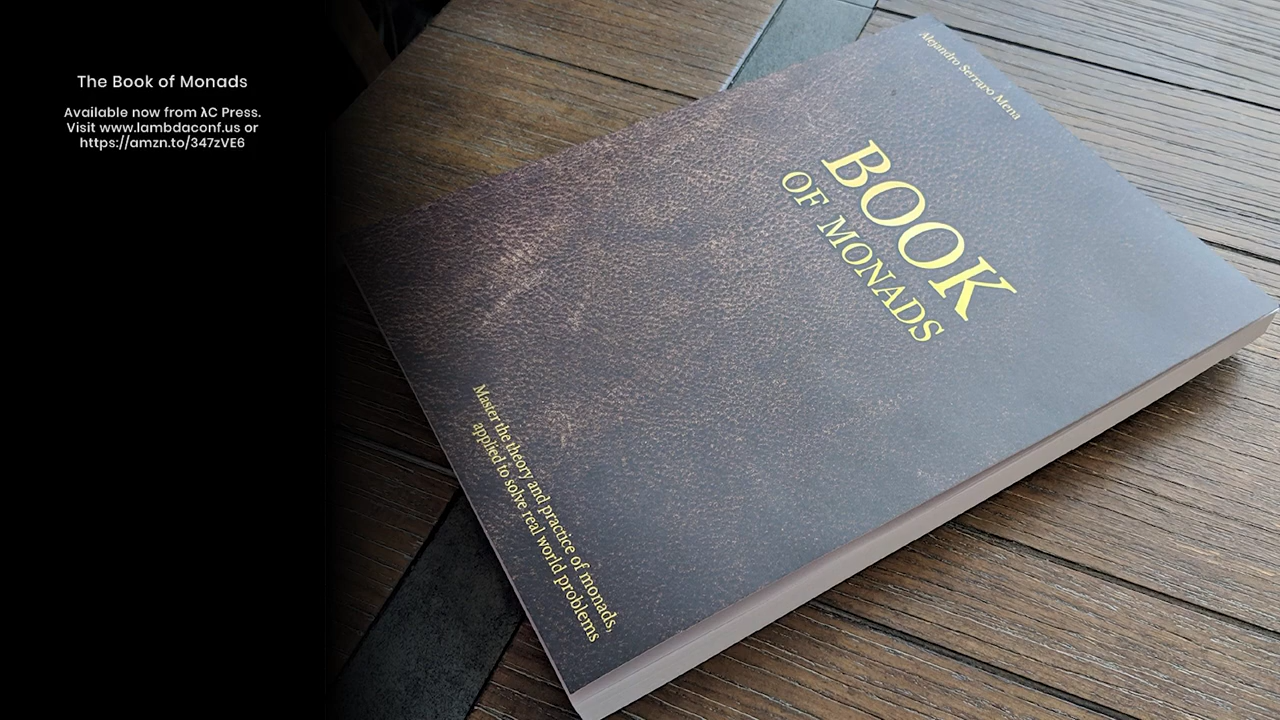 The Book of Monads
Available now from λC Press.
Visit www.lambdaconf.us or
https://amzn.to/347zVE6
Alejandro Serrano Mena
BOOK
OF MONADS
Master the theory and practice of monads,
applied to solve real world problems